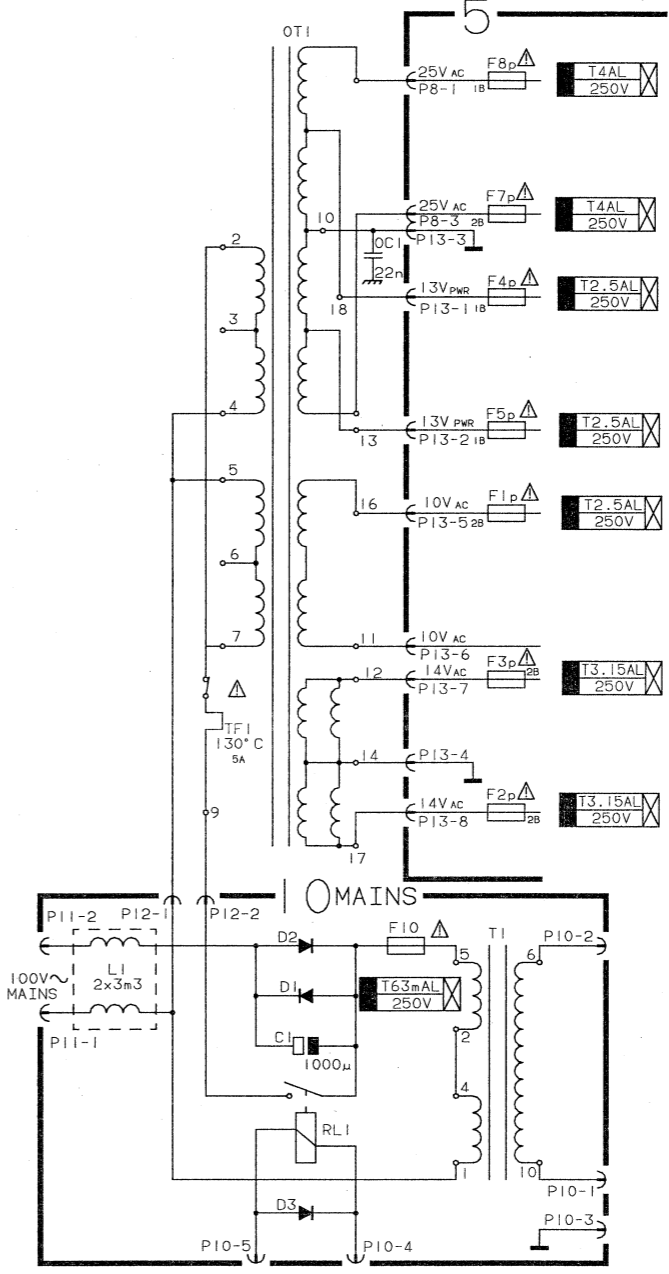 5
OT1
25V AC
P8-1 1B
F8p
T4AL
250V
25V AC
P8-3 2B
F7p
T4AL
250V
10
P13-3
OC1
22n
2
18
13V PWR
P13-1 1B
F4p
T2.5AL
250V
3
4
13
13V PWR
P13-2 1B
F5p
T2.5AL
250V
5
16
10V AC
P13-5 2B
F1p
T2.5AL
250V
6
7
11
10V AC
P13-6
12
14V AC
P13-7
F3p
2B
T3.15AL
250V
TF1
130°C
5A
14
P13-4
9
14V AC
P13-8
F2p
2B
T3.15AL
250V
17
10 MAINS
P11-2
P12-1
P12-2
100V~
MAINS
L1
2x3m3
P11-1
D2
D1
C1
1000µ
F10
T63mAL
250V
T1
5
6
P10-2
2
4
1
10
P10-1
RL1
D3
P10-3
P10-5
P10-4